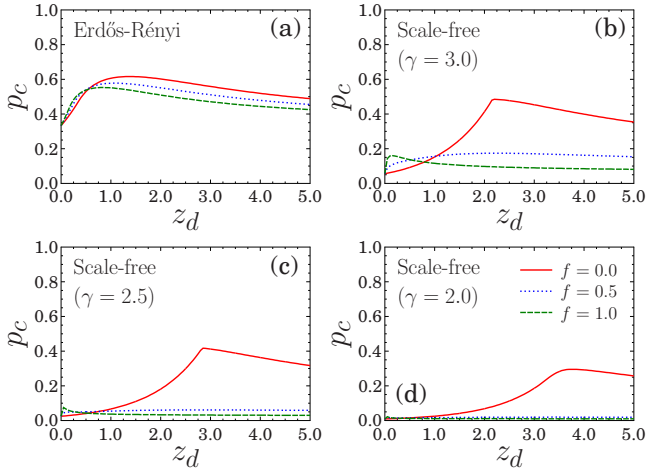 1.0
0.8
0.6
0.4
0.2
0.0
p_c
Erdős-Rényi
(a)
0.0 1.0 2.0 3.0 4.0 5.0
z_d
1.0
0.8
0.6
0.4
0.2
0.0
p_c
Scale-free
(γ = 3.0)
(b)
0.0 1.0 2.0 3.0 4.0 5.0
z_d
1.0
0.8
0.6
0.4
0.2
0.0
p_c
Scale-free
(γ = 2.5)
(c)
0.0 1.0 2.0 3.0 4.0 5.0
z_d
1.0
0.8
0.6
0.4
0.2
0.0
p_c
Scale-free
(γ = 2.0)
f = 0.0
f = 0.5
f = 1.0
(d)
0.0 1.0 2.0 3.0 4.0 5.0
z_d